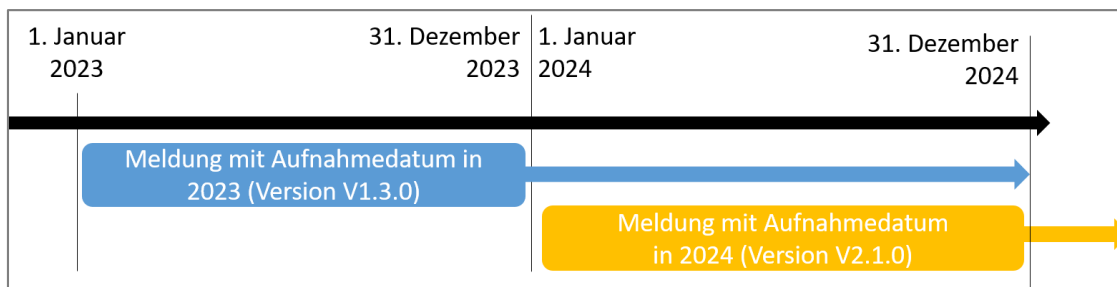 1. Januar
2023
31. Dezember
2023
1. Januar
2024
31. Dezember
2024
Meldung mit Aufnahmedatum in
2023 (Version V1.3.0)
Meldung mit Aufnahmedatum
in 2024 (Version V2.1.0)